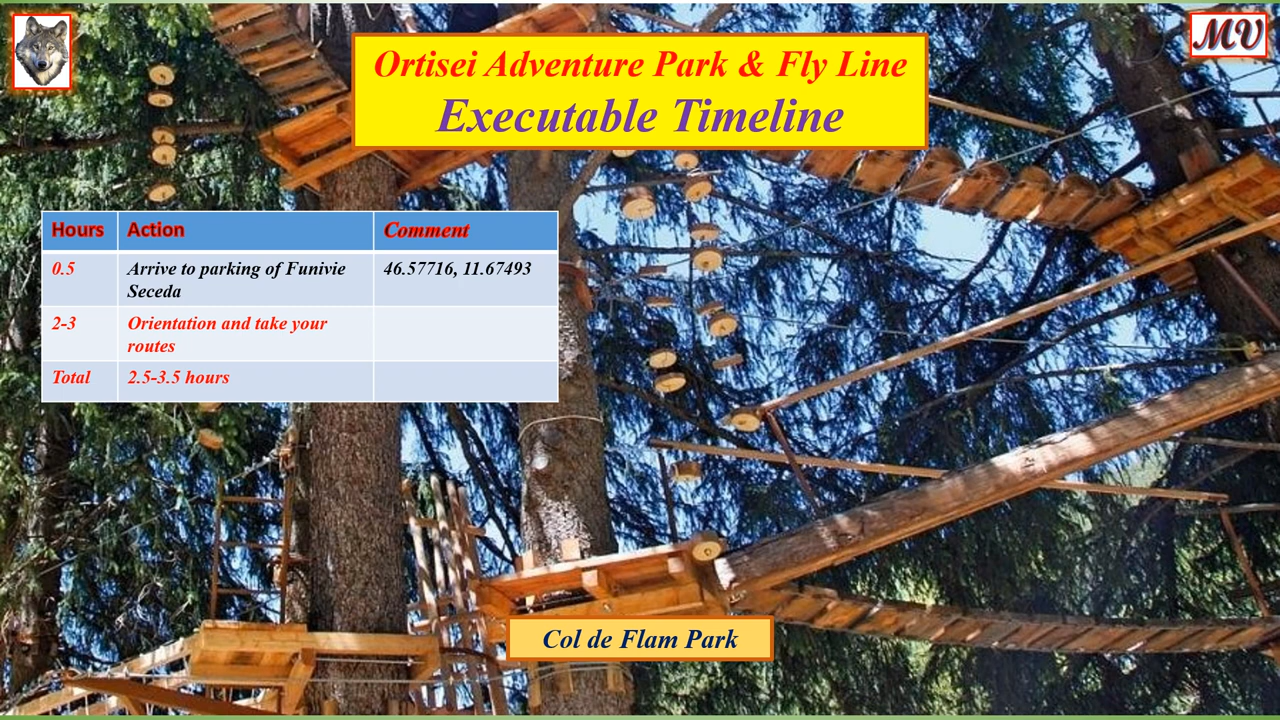 MV
Ortisei Adventure Park & Fly Line
Executable Timeline
Hours Action Comment
0.5 Arrive to parking of Funivie 46.57716, 11.67493
Seceda
2-3 Orientation and take your
routes
Total 2.5-3.5 hours
Col de Flam Park